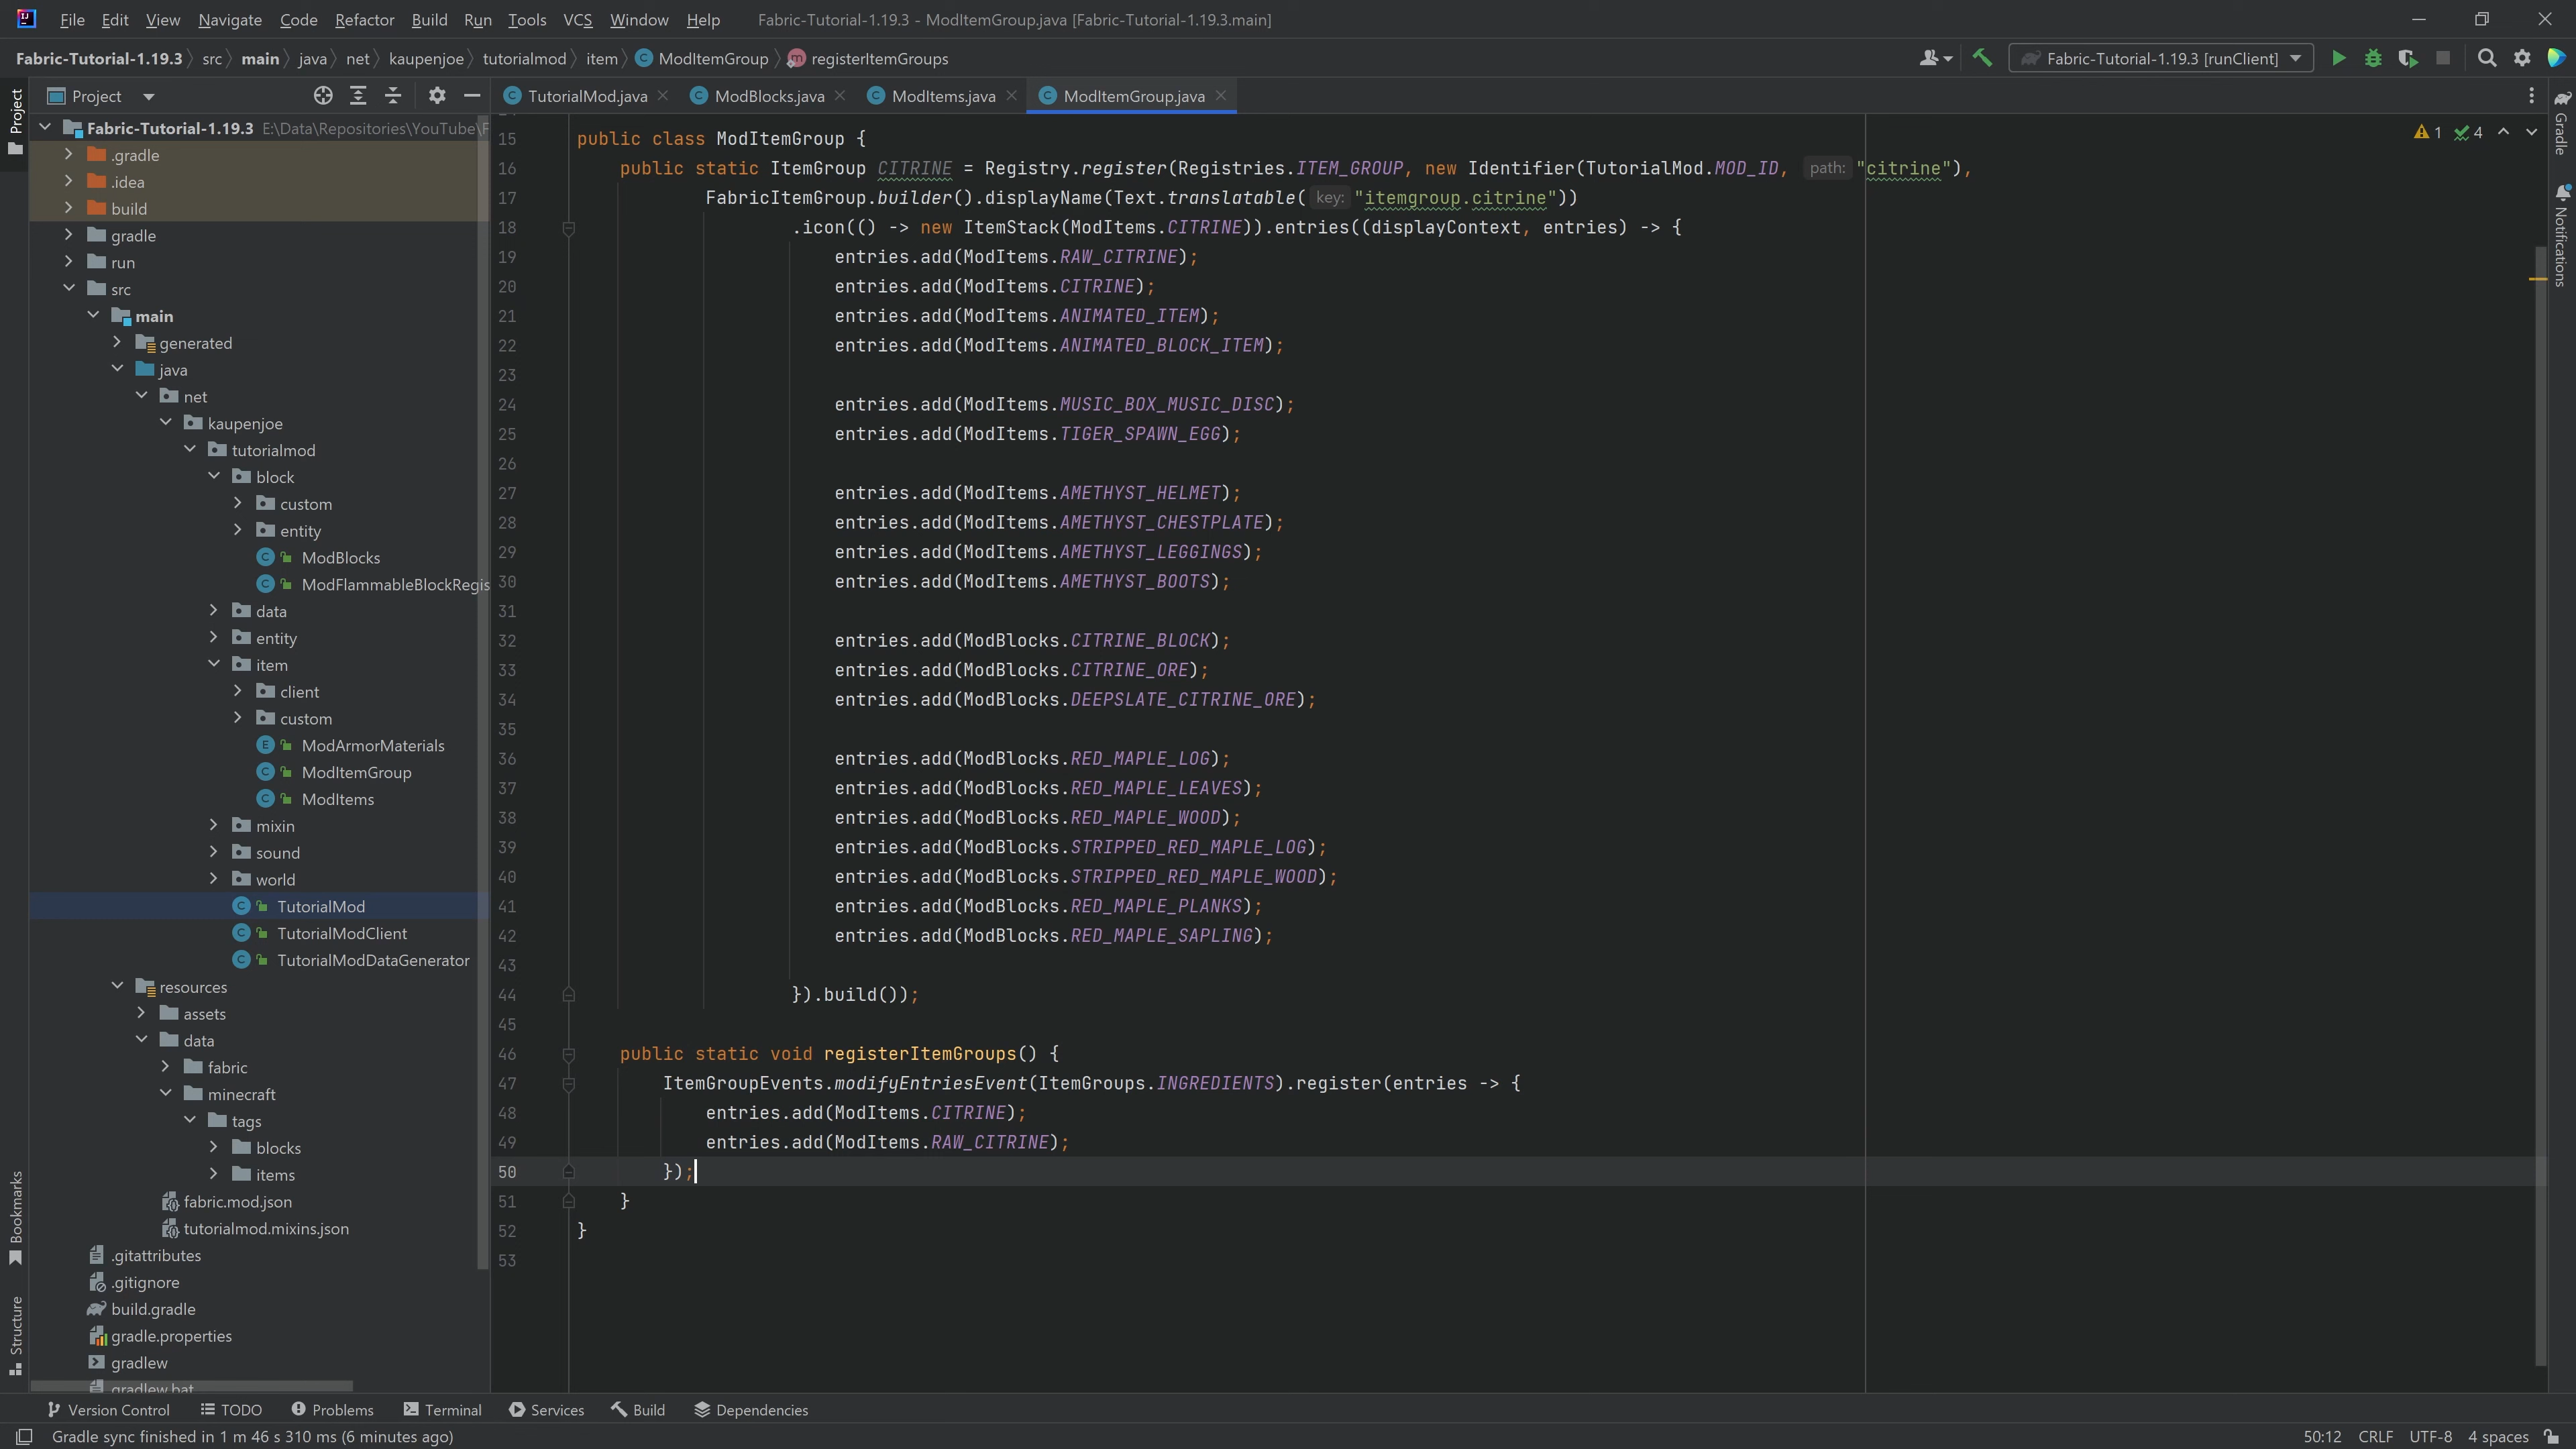 File Edit View Navigate Code Refactor Build Run Tools VCS Window Help Fabric-Tutorial-1.19.3 - ModItemGroup.java [Fabric-Tutorial-1.19.3.main]
Fabric-Tutorial-1.19.3 src main java net kaupenjoe tutorialmod item ModItemGroup registerItemGroups Fabric-Tutorial-1.19.3 [runClient]
Project
TutorialMod.java ModBlocks.java ModItems.java ModItemGroup.java
Project
Bookmarks
Structure
Fabric-Tutorial-1.19.3 E:\Data\Repositories\YouTube\F
.gradle
.idea
build
gradle
run
src
main
generated
java
net
kaupenjoe
tutorialmod
block
custom
entity
ModBlocks
ModFlammableBlockRegis
data
entity
item
client
custom
ModArmorMaterials
ModItemGroup
ModItems
mixin
sound
world
TutorialMod
TutorialModClient
TutorialModDataGenerator
resources
assets
data
fabric
minecraft
tags
blocks
items
fabric.mod.json
tutorialmod.mixins.json
.gitattributes
.gitignore
build.gradle
gradle.properties
gradlew
gradlew.bat
15 public class ModItemGroup {
16 public static ItemGroup CITRINE = Registry.register(Registries.ITEM_GROUP, new Identifier(TutorialMod.MOD_ID, path: "citrine"),
17 FabricItemGroup.builder().displayName(Text.translatable( key: "itemgroup.citrine"))
18 .icon(() -> new ItemStack(ModItems.CITRINE)).entries((displayContext, entries) -> {
19 entries.add(ModItems.RAW_CITRINE);
20 entries.add(ModItems.CITRINE);
21 entries.add(ModItems.ANIMATED_ITEM);
22 entries.add(ModItems.ANIMATED_BLOCK_ITEM);
23
24 entries.add(ModItems.MUSIC_BOX_MUSIC_DISC);
25 entries.add(ModItems.TIGER_SPAWN_EGG);
26
27 entries.add(ModItems.AMETHYST_HELMET);
28 entries.add(ModItems.AMETHYST_CHESTPLATE);
29 entries.add(ModItems.AMETHYST_LEGGINGS);
30 entries.add(ModItems.AMETHYST_BOOTS);
31
32 entries.add(ModBlocks.CITRINE_BLOCK);
33 entries.add(ModBlocks.CITRINE_ORE);
34 entries.add(ModBlocks.DEEPSLATE_CITRINE_ORE);
35
36 entries.add(ModBlocks.RED_MAPLE_LOG);
37 entries.add(ModBlocks.RED_MAPLE_LEAVES);
38 entries.add(ModBlocks.RED_MAPLE_WOOD);
39 entries.add(ModBlocks.STRIPPED_RED_MAPLE_LOG);
40 entries.add(ModBlocks.STRIPPED_RED_MAPLE_WOOD);
41 entries.add(ModBlocks.RED_MAPLE_PLANKS);
42 entries.add(ModBlocks.RED_MAPLE_SAPLING);
43
44 }).build());
45
46 public static void registerItemGroups() {
47 ItemGroupEvents.modifyEntriesEvent(ItemGroups.INGREDIENTS).register(entries -> {
48 entries.add(ModItems.CITRINE);
49 entries.add(ModItems.RAW_CITRINE);
50 });
51 }
52 }
53
1 4
Gradle
Notifications
Version Control TODO Problems Terminal Services Build Dependencies
Gradle sync finished in 1 m 46 s 310 ms (6 minutes ago) 50:12 CRLF UTF-8 4 spaces